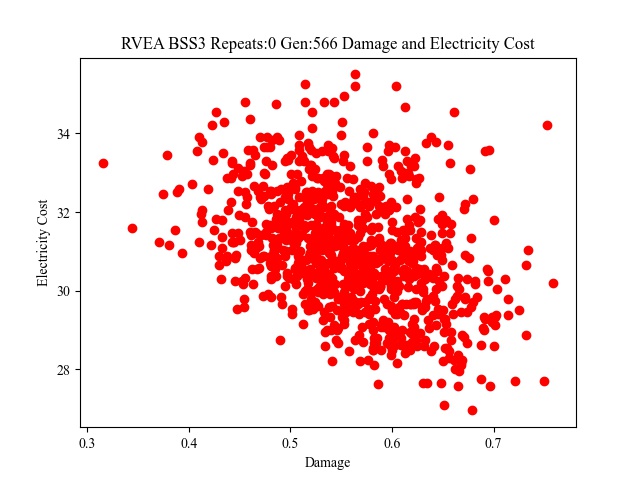 RVEA BSS3 Repeats:0 Gen:566 Damage and Electricity Cost
34
32
30
28
Electricity Cost
0.3 0.4 0.5 0.6 0.7
Damage